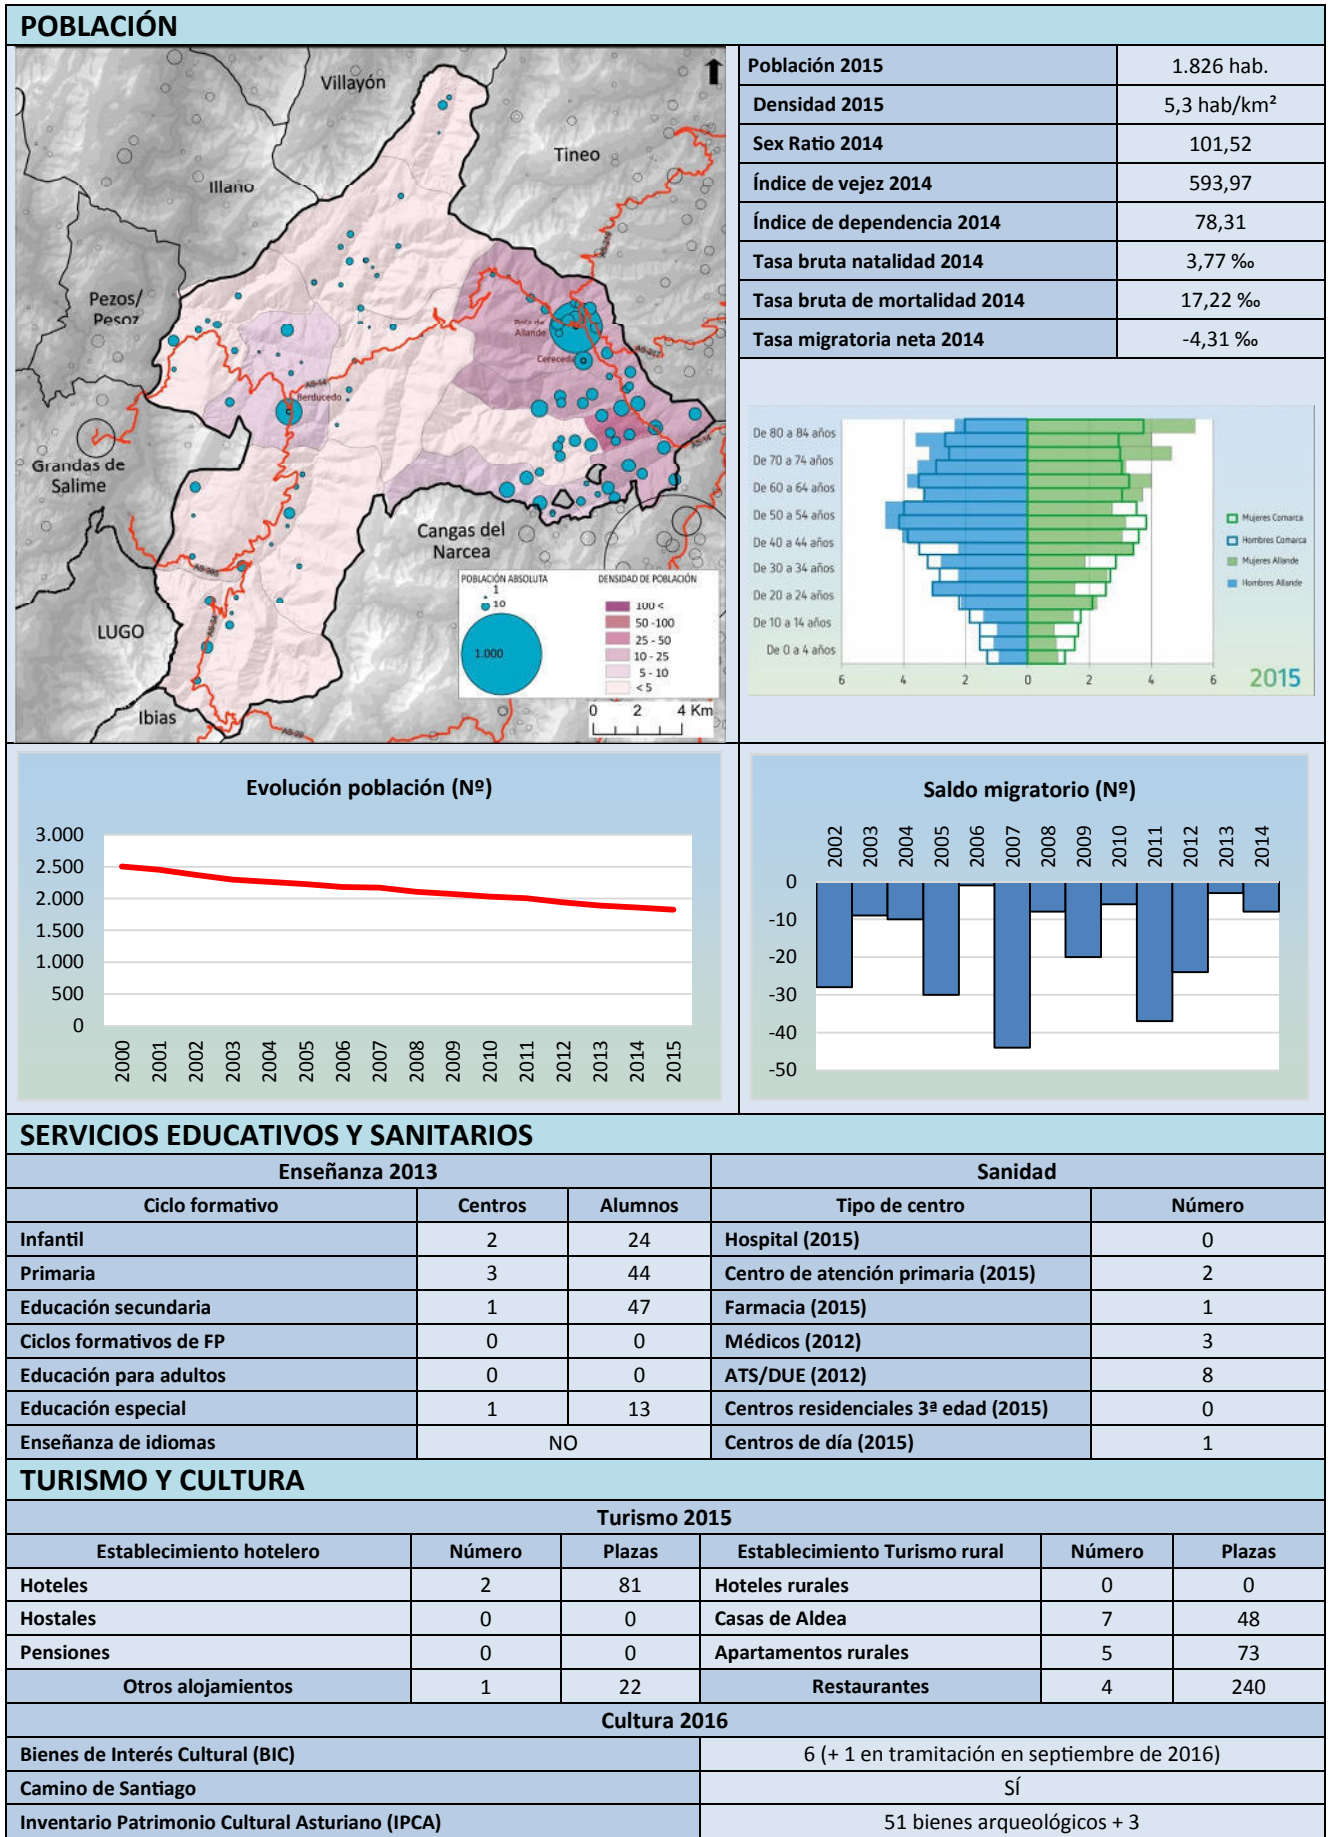 POBLACIÓN
Villayón
Tineo
Illano
Pezos/
Pesoz
Pola de
Allande
Cereceda
Berducedo
AS-14
AS-219
AS-217
AS-14
Grandas de
Salime
Cangas del
Narcea
LUGO
Ibias
POBLACIÓN ABSOLUTA
1
10
1.000
DENSIDAD DE POBLACIÓN
100 <
50 -100
25 - 50
10 - 25
5 - 10
< 5
0 2 4 Km
Población 2015 1.826 hab.
Densidad 2015 5,3 hab/km²
Sex Ratio 2014 101,52
Índice de vejez 2014 593,97
Índice de dependencia 2014 78,31
Tasa bruta natalidad 2014 3,77 ‰
Tasa bruta de mortalidad 2014 17,22 ‰
Tasa migratoria neta 2014 -4,31 ‰
De 80 a 84 años
De 70 a 74 años
De 60 a 64 años
De 50 a 54 años
De 40 a 44 años
De 30 a 34 años
De 20 a 24 años
De 10 a 14 años
De 0 a 4 años
6 4 2 0 2 4 6
Mujeres Comarca
Hombres Comarca
Mujeres Allande
Hombres Allande
2015
Evolución población (Nº)
3.000
2.500
2.000
1.500
1.000
500
0
2000 2001 2002 2003 2004 2005 2006 2007 2008 2009 2010 2011 2012 2013 2014 2015
Saldo migratorio (Nº)
2002 2003 2004 2005 2006 2007 2008 2009 2010 2011 2012 2013 2014
0
-10
-20
-30
-40
-50
SERVICIOS EDUCATIVOS Y SANITARIOS
Enseñanza 2013 Sanidad
Ciclo formativo Centros Alumnos Tipo de centro Número
Infantil 2 24 Hospital (2015) 0
Primaria 3 44 Centro de atención primaria (2015) 2
Educación secundaria 1 47 Farmacia (2015) 1
Ciclos formativos de FP 0 0 Médicos (2012) 3
Educación para adultos 0 0 ATS/DUE (2012) 8
Educación especial 1 13 Centros residenciales 3ª edad (2015) 0
Enseñanza de idiomas NO Centros de día (2015) 1
TURISMO Y CULTURA
Turismo 2015
Establecimiento hotelero Número Plazas Establecimiento Turismo rural Número Plazas
Hoteles 2 81 Hoteles rurales 0 0
Hostales 0 0 Casas de Aldea 7 48
Pensiones 0 0 Apartamentos rurales 5 73
Otros alojamientos 1 22 Restaurantes 4 240
Cultura 2016
Bienes de Interés Cultural (BIC) 6 (+ 1 en tramitación en septiembre de 2016)
Camino de Santiago SÍ
Inventario Patrimonio Cultural Asturiano (IPCA) 51 bienes arqueológicos + 3